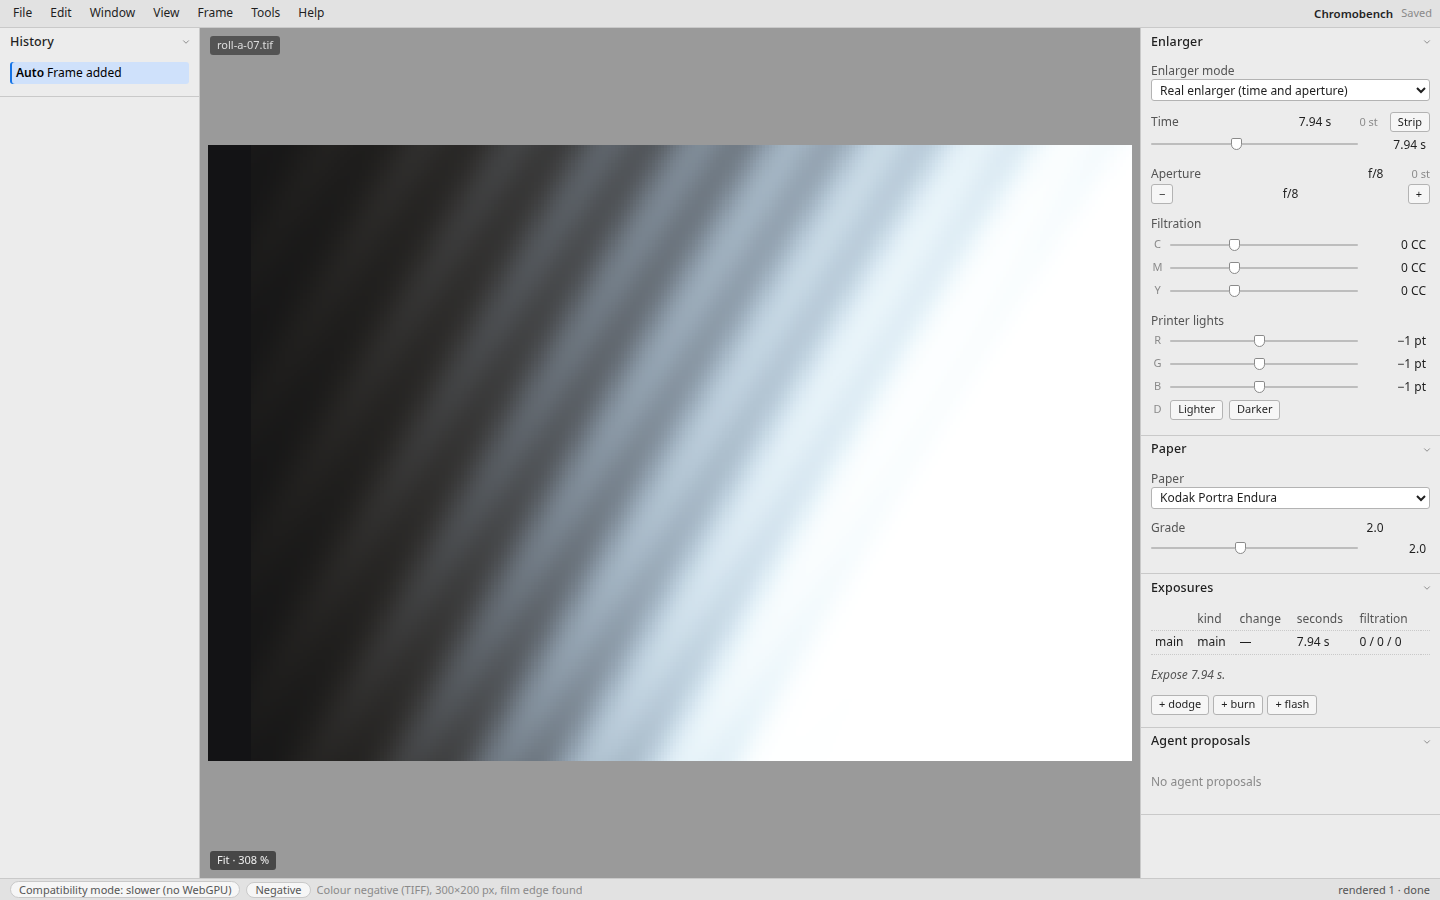 File Edit Window View Frame Tools Help
Chromobench Saved
History
Auto Frame added
roll-a-07.tif
Fit · 308 %
Enlarger
Enlarger mode
Real enlarger (time and aperture)
Time 7.94 s 0 st Strip
7.94 s
Aperture f/8 0 st
− f/8 +
Filtration
C 0 CC
M 0 CC
Y 0 CC
Printer lights
R −1 pt
G −1 pt
B −1 pt
D Lighter Darker
Paper
Paper
Kodak Portra Endura
Grade 2.0
2.0
Exposures
kind change seconds filtration
main main — 7.94 s 0 / 0 / 0
Expose 7.94 s.
+ dodge + burn + flash
Agent proposals
No agent proposals
Compatibility mode: slower (no WebGPU) Negative Colour negative (TIFF), 300×200 px, film edge found
rendered 1 · done